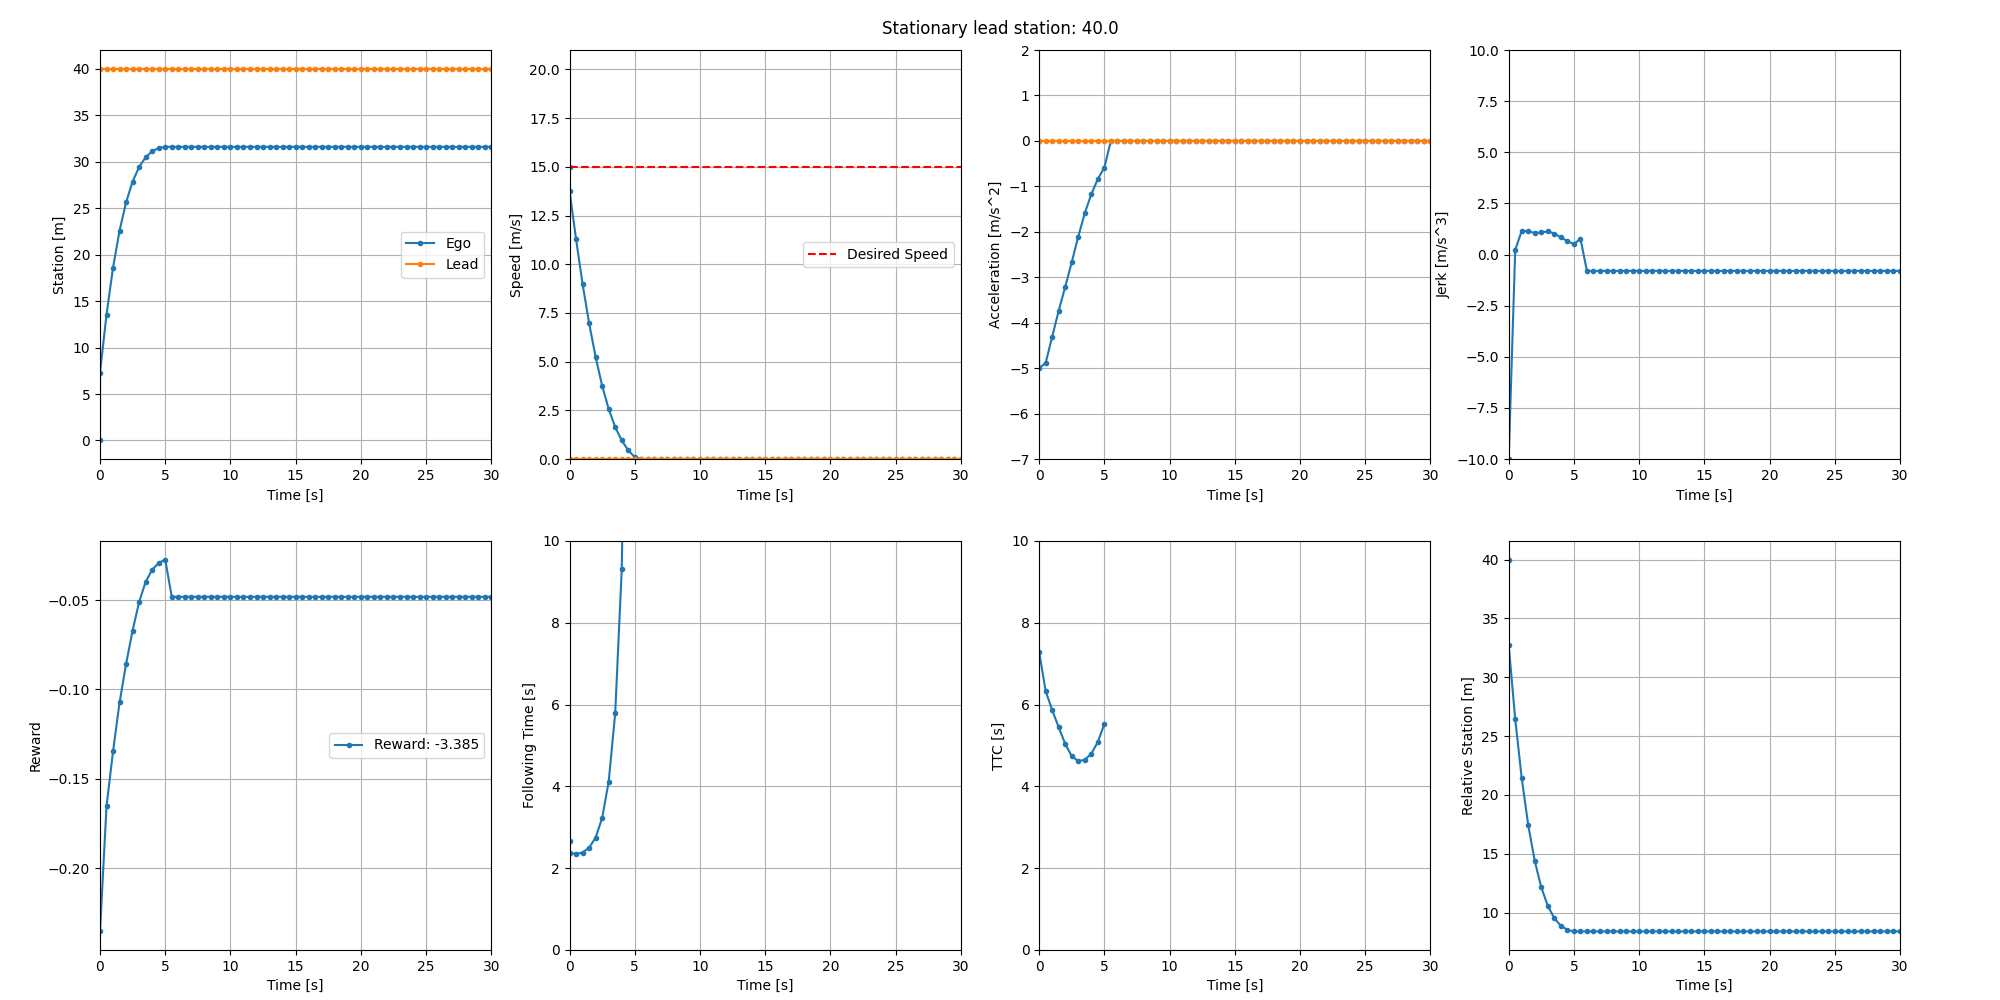 Stationary lead station: 40.0
Station [m]
40
35
30
25
20
15
10
5
0
Ego
Lead
0 5 10 15 20 25 30
Time [s]
Speed [m/s]
20.0
17.5
15.0
12.5
10.0
7.5
5.0
2.5
0.0
Desired Speed
0 5 10 15 20 25 30
Time [s]
Acceleration [m/s^2]
2
1
0
−1
−2
−3
−4
−5
−6
−7
0 5 10 15 20 25 30
Time [s]
Jerk [m/s^3]
10.0
7.5
5.0
2.5
0.0
−2.5
−5.0
−7.5
−10.0
0 5 10 15 20 25 30
Time [s]
Reward
−0.05
−0.10
−0.15
−0.20
Reward: -3.385
0 5 10 15 20 25 30
Time [s]
Following Time [s]
10
8
6
4
2
0
0 5 10 15 20 25 30
Time [s]
TTC [s]
10
8
6
4
2
0
0 5 10 15 20 25 30
Time [s]
Relative Station [m]
40
35
30
25
20
15
10
0 5 10 15 20 25 30
Time [s]